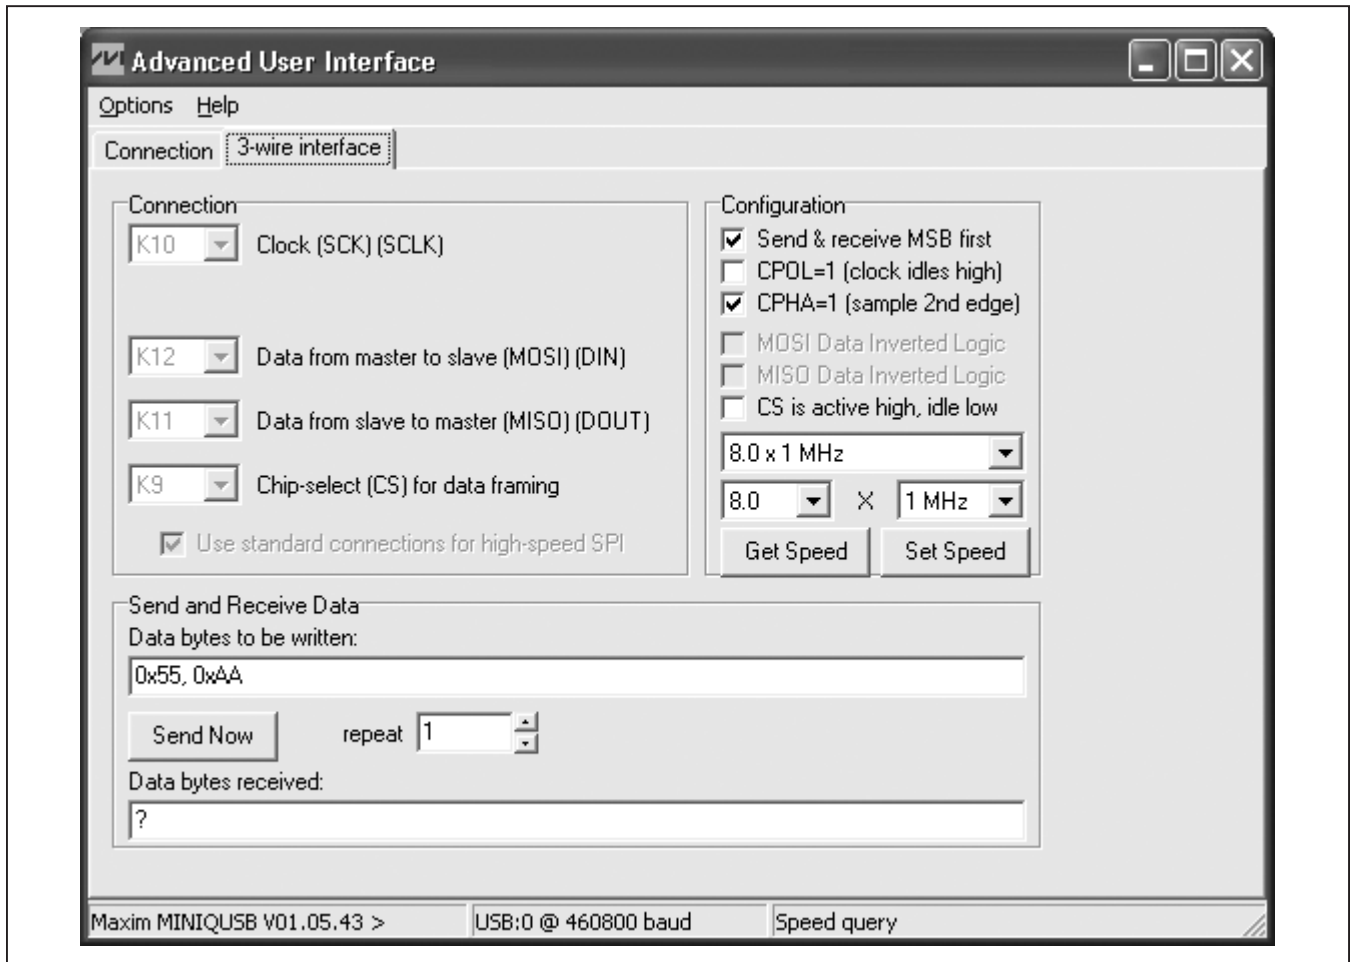 Advanced User Interface
Options Help
Connection 3-wire interface
Connection
K10 Clock (SCK) (SCLK)
K12 Data from master to slave (MOSI) (DIN)
K11 Data from slave to master (MISO) (DOUT)
K9 Chip-select (CS) for data framing
Use standard connections for high-speed SPI
Configuration
Send & receive MSB first
CPOL=1 (clock idles high)
CPHA=1 (sample 2nd edge)
MOSI Data Inverted Logic
MISO Data Inverted Logic
CS is active high, idle low
8.0 x 1 MHz
8.0 X 1 MHz
Get Speed Set Speed
Send and Receive Data
Data bytes to be written:
0x55, 0xAA
Send Now repeat 1
Data bytes received:
?
Maxim MINIQUSB V01.05.43 > USB:0 @ 460800 baud Speed query